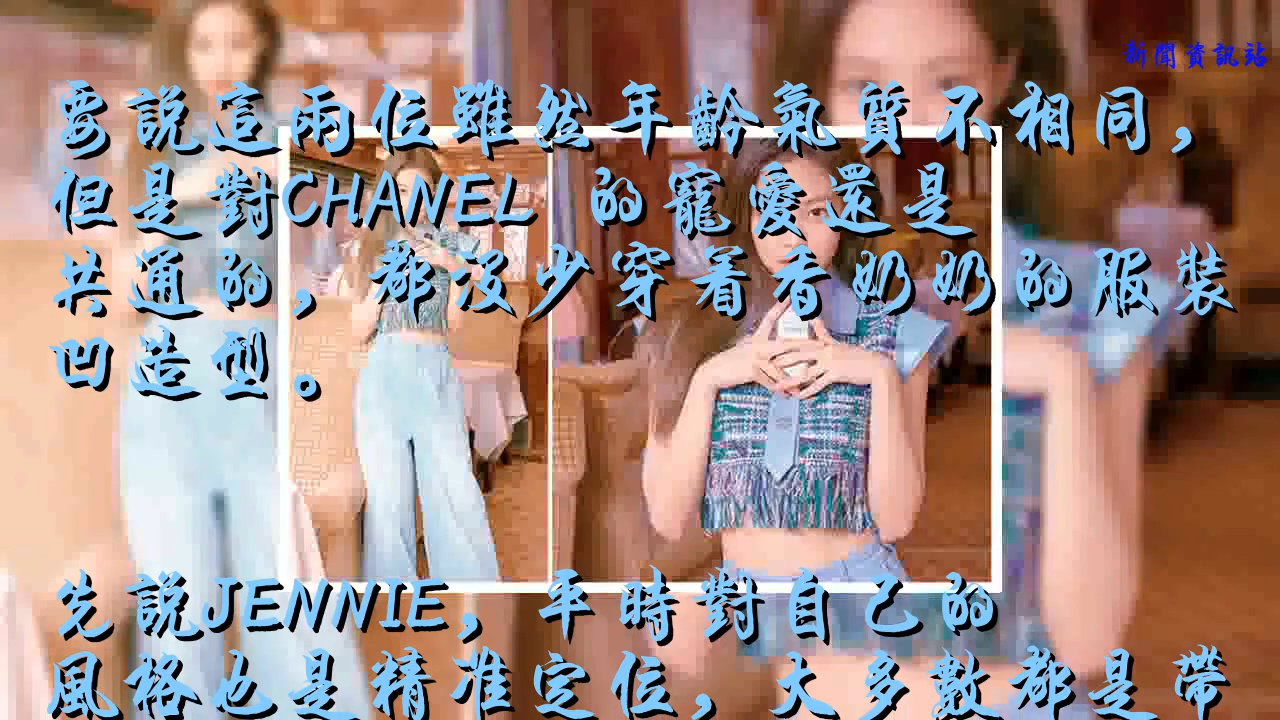 新聞資訊站
要說這兩位雖然年齡氣質不相同，
但是對CHANEL 的寵愛還是
共通的，都沒少穿着香奶奶的服裝
凹造型。
先說JENNIE，平時對自己的
風格也是精准定位，大多數都是帶